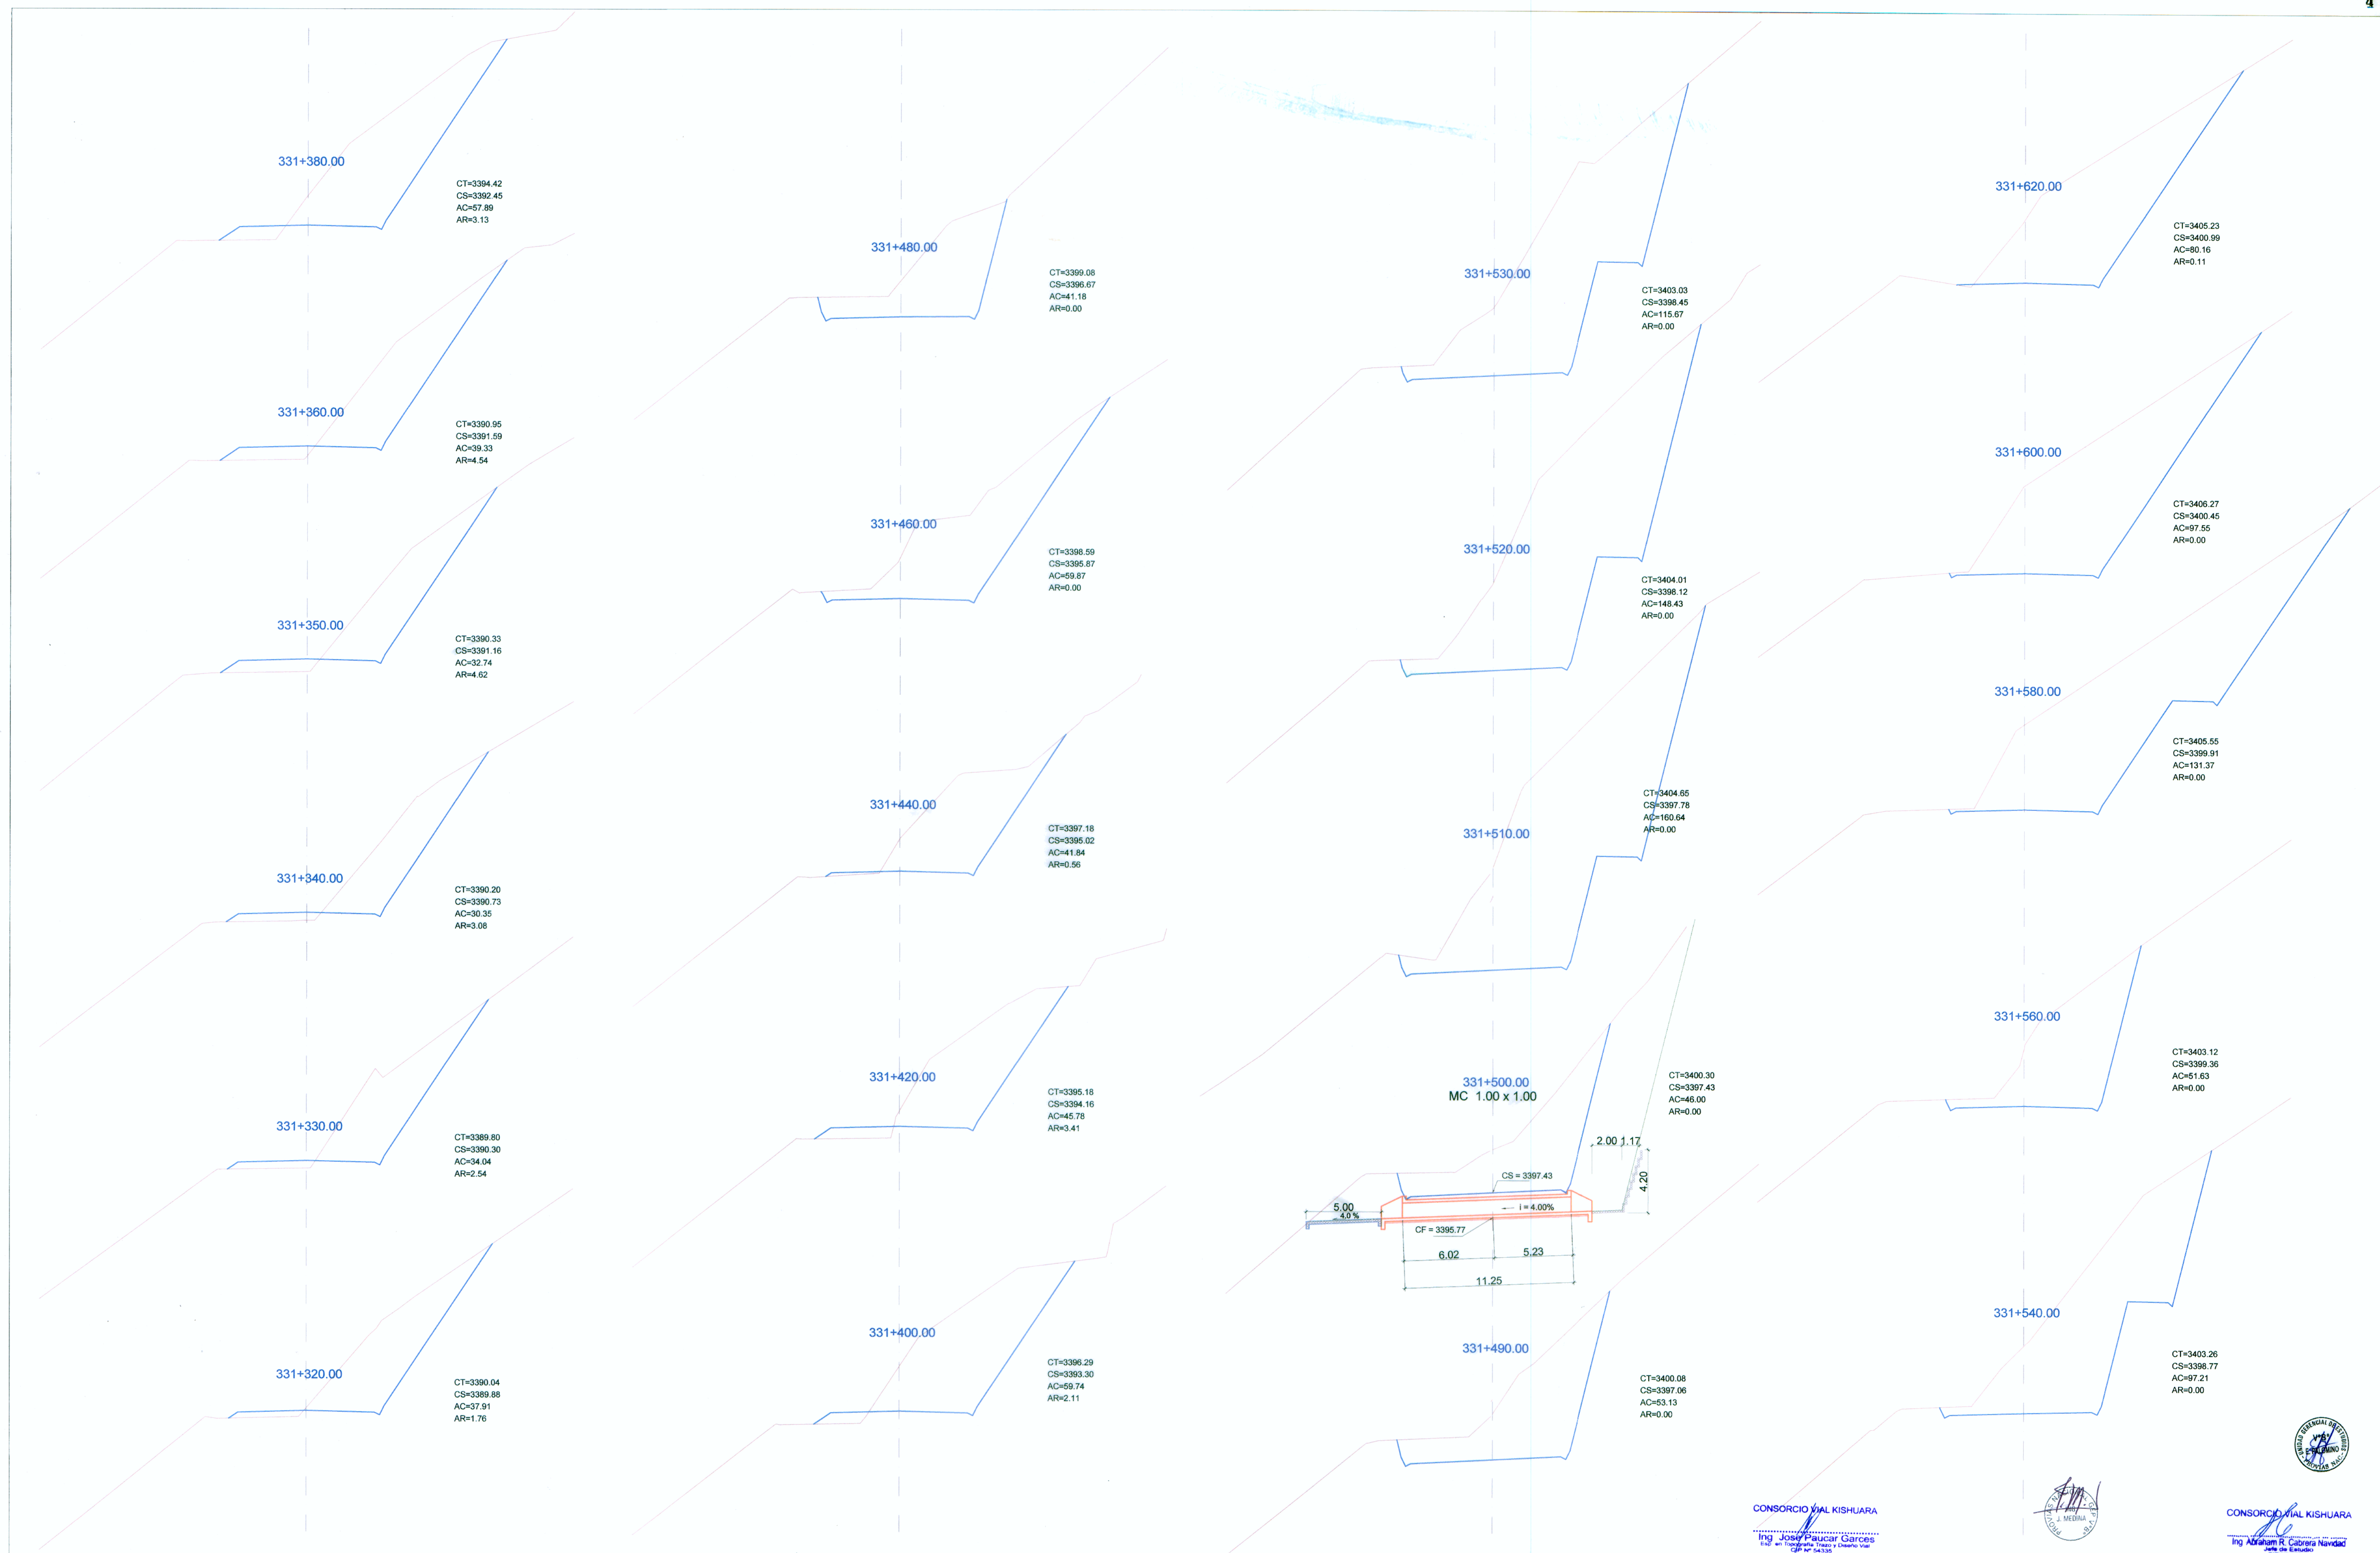 4
331+380.00
CT=3394.42
CS=3392.45
AC=57.89
AR=3.13
331+360.00
CT=3390.95
CS=3391.59
AC=39.33
AR=4.54
331+350.00
CT=3390.33
CS=3391.16
AC=32.74
AR=4.62
331+340.00
CT=3390.20
CS=3390.73
AC=30.35
AR=3.08
331+330.00
CT=3389.80
CS=3390.30
AC=34.04
AR=2.54
331+320.00
CT=3390.04
CS=3389.88
AC=37.91
AR=1.76
331+480.00
CT=3399.08
CS=3396.67
AC=41.18
AR=0.00
331+460.00
CT=3398.59
CS=3395.87
AC=59.87
AR=0.00
331+440.00
CT=3397.18
CS=3395.02
AC=41.84
AR=0.56
331+420.00
CT=3395.18
CS=3394.16
AC=45.78
AR=3.41
331+400.00
CT=3396.29
CS=3393.30
AC=59.74
AR=2.11
331+530.00
CT=3403.03
CS=3398.45
AC=115.67
AR=0.00
331+520.00
CT=3404.01
CS=3398.12
AC=148.43
AR=0.00
331+510.00
CT=3404.65
CS=3397.78
AC=160.64
AR=0.00
331+500.00
MC 1.00 x 1.00
CT=3400.30
CS=3397.43
AC=46.00
AR=0.00
2.00 1.17
4.20
CS = 3397.43
5.00
4.0 %
i = 4.00%
CF = 3395.77
6.02
5.23
11.25
331+490.00
CT=3400.08
CS=3397.06
AC=53.13
AR=0.00
331+620.00
CT=3405.23
CS=3400.99
AC=80.16
AR=0.11
331+600.00
CT=3406.27
CS=3400.45
AC=97.55
AR=0.00
331+580.00
CT=3405.55
CS=3399.91
AC=131.37
AR=0.00
331+560.00
CT=3403.12
CS=3399.36
AC=51.63
AR=0.00
331+540.00
CT=3403.26
CS=3398.77
AC=97.21
AR=0.00
UNIDAD GERENCIAL DE ESTUDIOS
V°B°
PROVIAS NAC
J. MEDINA
CONSORCIO VIAL KISHUARA
Ing José Paucar Garces
Esp. en Topografía Trazo y Diseño Vial
CIP N° 54335
CONSORCIO VIAL KISHUARA
Ing Abraham R. Cabrera Navidad
Jefe de Estudio